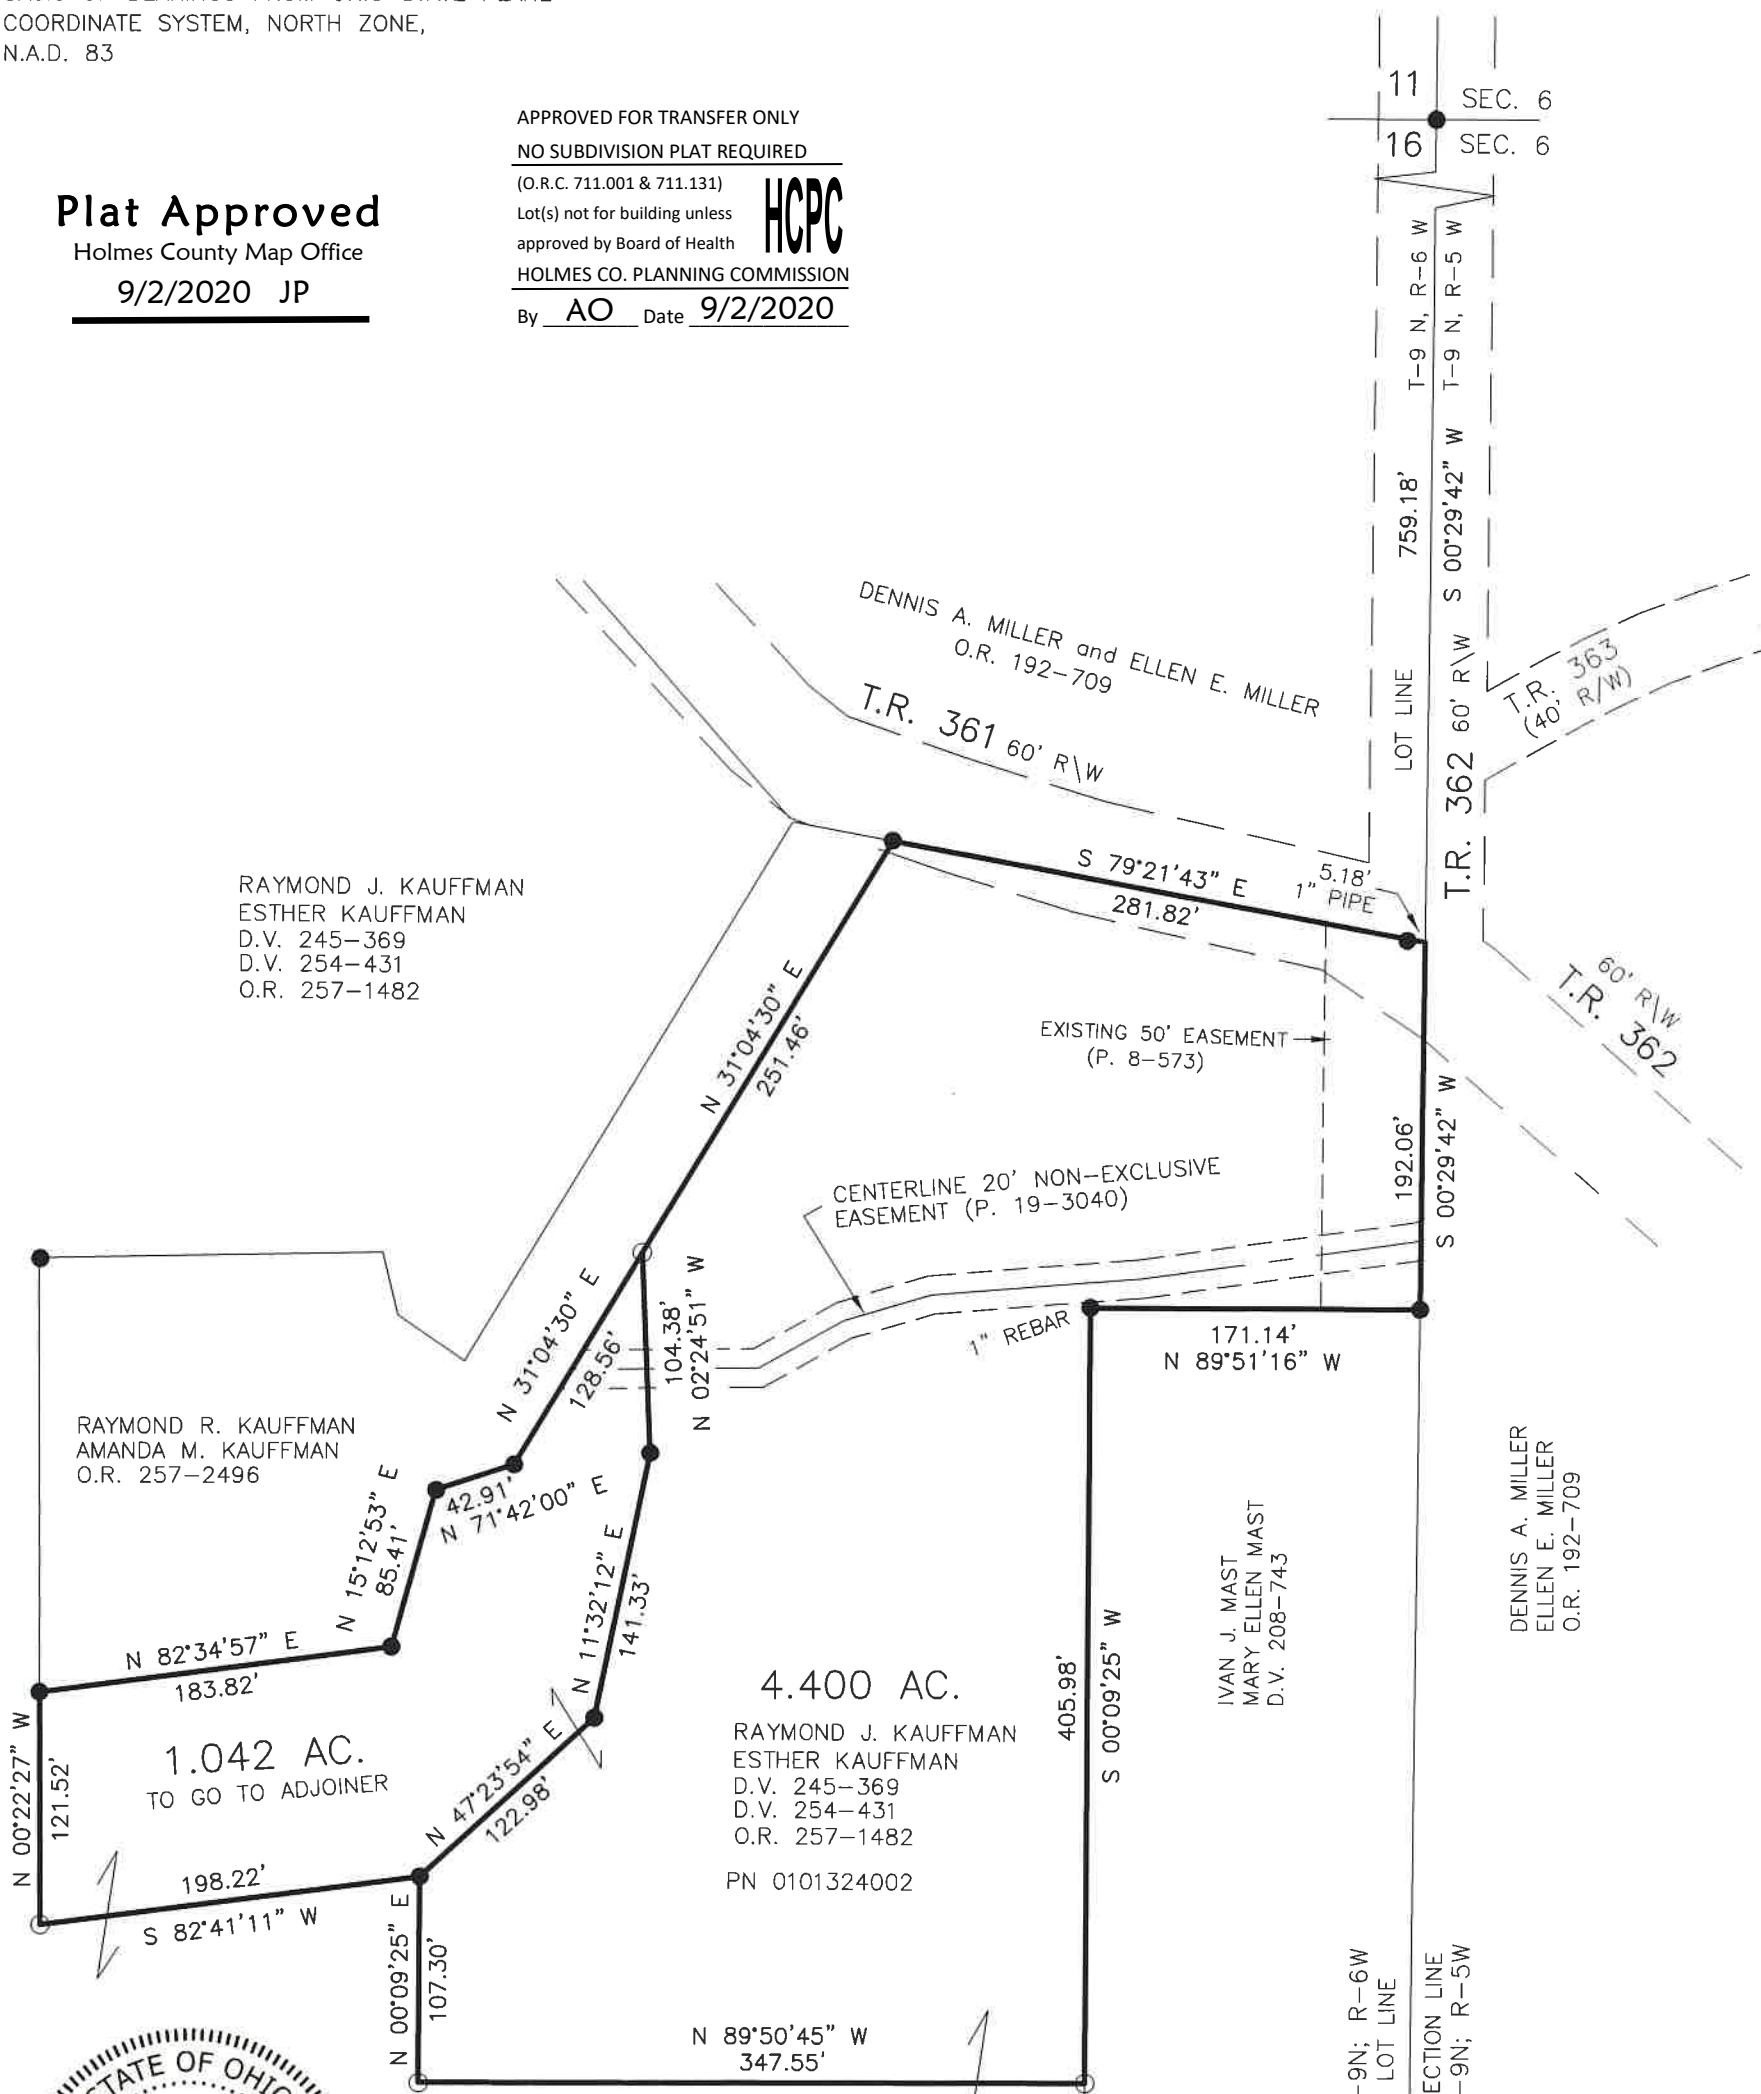 COORDINATE SYSTEM, NORTH ZONE,
N.A.D. 83
Plat Approved
Holmes County Map Office
9/2/2020 JP
APPROVED FOR TRANSFER ONLY
NO SUBDIVISION PLAT REQUIRED
(O.R.C. 711.001 & 711.131)
Lot(s) not for building unless
approved by Board of Health
HCPC
HOLMES CO. PLANNING COMMISSION
By AO Date 9/2/2020
11 SEC. 6
16 SEC. 6
T-9 N, R-6 W
T-9 N, R-5 W
759.18'
S 00°29'42" W
LOT LINE
T.R. 362 60' R\W
T.R. 363
(40' R/W)
DENNIS A. MILLER and ELLEN E. MILLER
O.R. 192-709
T.R. 361 60' R\W
S 79°21'43" E
281.82'
5.18'
1" PIPE
60' R\W
T.R. 362
RAYMOND J. KAUFFMAN
ESTHER KAUFFMAN
D.V. 245-369
D.V. 254-431
O.R. 257-1482
N 31°04'30" E
251.46'
EXISTING 50' EASEMENT
(P. 8-573)
192.06'
S 00°29'42" W
CENTERLINE 20' NON-EXCLUSIVE
EASEMENT (P. 19-3040)
N 31°04'30" E
128.56'
104.38'
N 02°24'51" W
1" REBAR
171.14'
N 89°51'16" W
RAYMOND R. KAUFFMAN
AMANDA M. KAUFFMAN
O.R. 257-2496
N 15°12'53" E
85.41'
42.91'
N 71°42'00" E
N 11°32'12" E
141.33'
IVAN J. MAST
MARY ELLEN MAST
D.V. 208-743
DENNIS A. MILLER
ELLEN E. MILLER
O.R. 192-709
N 82°34'57" E
183.82'
N 00°22'27" W
121.52'
1.042 AC.
TO GO TO ADJOINER
N 47°23'54" E
122.98'
4.400 AC.
RAYMOND J. KAUFFMAN
ESTHER KAUFFMAN
D.V. 245-369
D.V. 254-431
O.R. 257-1482
PN 0101324002
405.98'
S 00°09'25" W
198.22'
S 82°41'11" W
N 00°09'25" E
107.30'
N 89°50'45" W
347.55'
-9N; R-6W
LOT LINE
ECTION LINE
-9N; R-5W
STATE OF OHIO